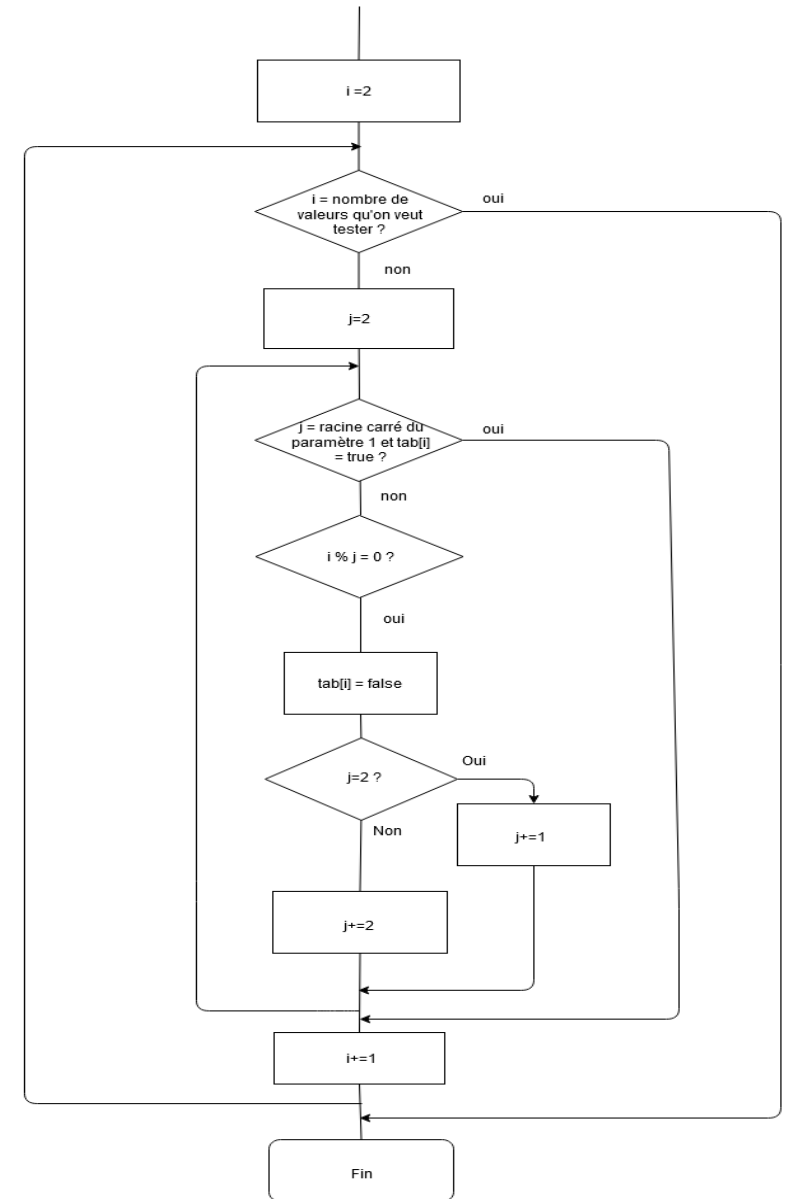 i =2
i = nombre de
valeurs qu'on veut
tester ?
oui
non
j=2
j = racine carré du
paramètre 1 et tab[i]
= true ?
oui
non
i % j = 0 ?
oui
tab[i] = false
j=2 ?
Oui
Non
j+=1
j+=2
i+=1
Fin